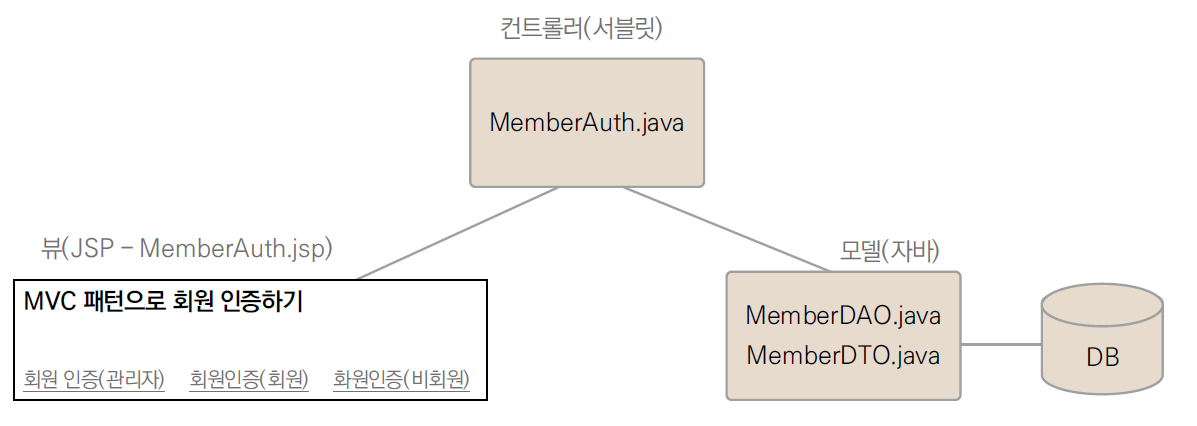 컨트롤러(서블릿)
MemberAuth.java
뷰(JSP - MemberAuth.jsp)
모델(자바)
MVC 패턴으로 회원 인증하기
회원 인증(관리자) 회원인증(회원) 화원인증(비회원)
MemberDAO.java
MemberDTO.java
DB